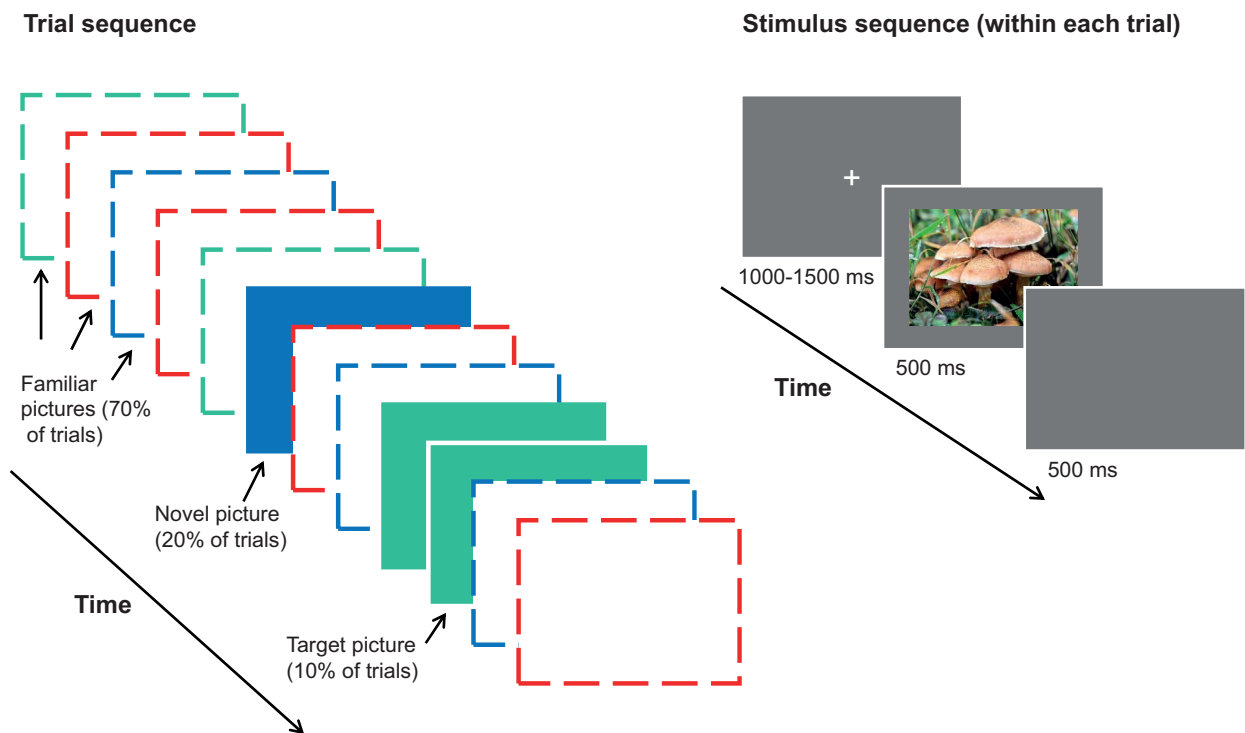 Trial sequence
Stimulus sequence (within each trial)
+
1000-1500 ms
500 ms
Time
500 ms
Familiar
pictures (70%
of trials)
Novel picture
(20% of trials)
Time
Target picture
(10% of trials)